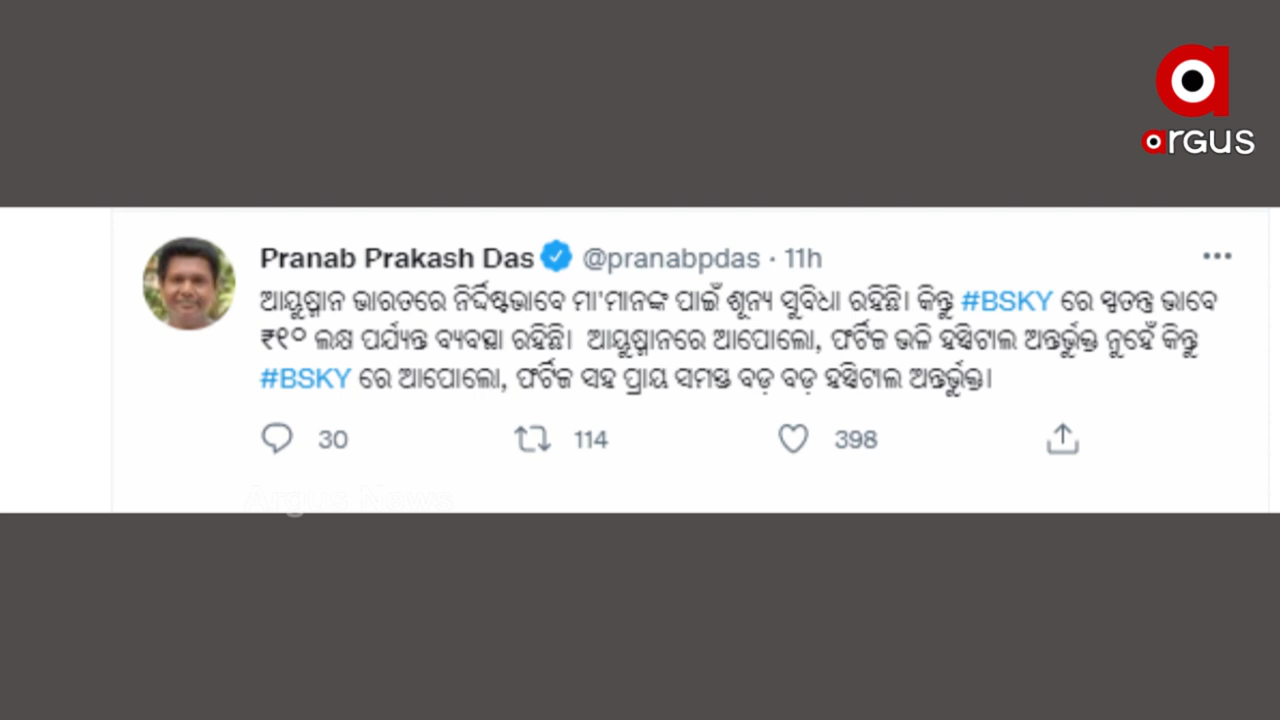 argus
Pranab Prakash Das @pranabpdas · 11h
ଆୟୁଷ୍ମାନ ଭାରତରେ ନିର୍ଦ୍ଦିଷ୍ଟଭାବେ ମା'ମାନଙ୍କ ପାଇଁ ଶୂନ୍ୟ ସୁବିଧା ରହିଛି। କିନ୍ତୁ #BSKY ରେ ସ୍ୱତନ୍ତ୍ର ଭାବେ
₹୧୦ ଲକ୍ଷ ପର୍ଯ୍ୟନ୍ତ ବ୍ୟବସ୍ଥା ରହିଛି। ଆୟୁଷ୍ମାନରେ ଆପୋଲୋ, ଫର୍ଟିଜ ଭଳି ହସ୍ପିଟାଲ ଅନ୍ତର୍ଭୁକ୍ତ ନୁହେଁ କିନ୍ତୁ
#BSKY ରେ ଆପୋଲୋ, ଫର୍ଟିଜ ସହ ପ୍ରାୟ ସମସ୍ତ ବଡ଼ ବଡ଼ ହସ୍ପିଟାଲ ଅନ୍ତର୍ଭୁକ୍ତ।
30 114 398
Argus News